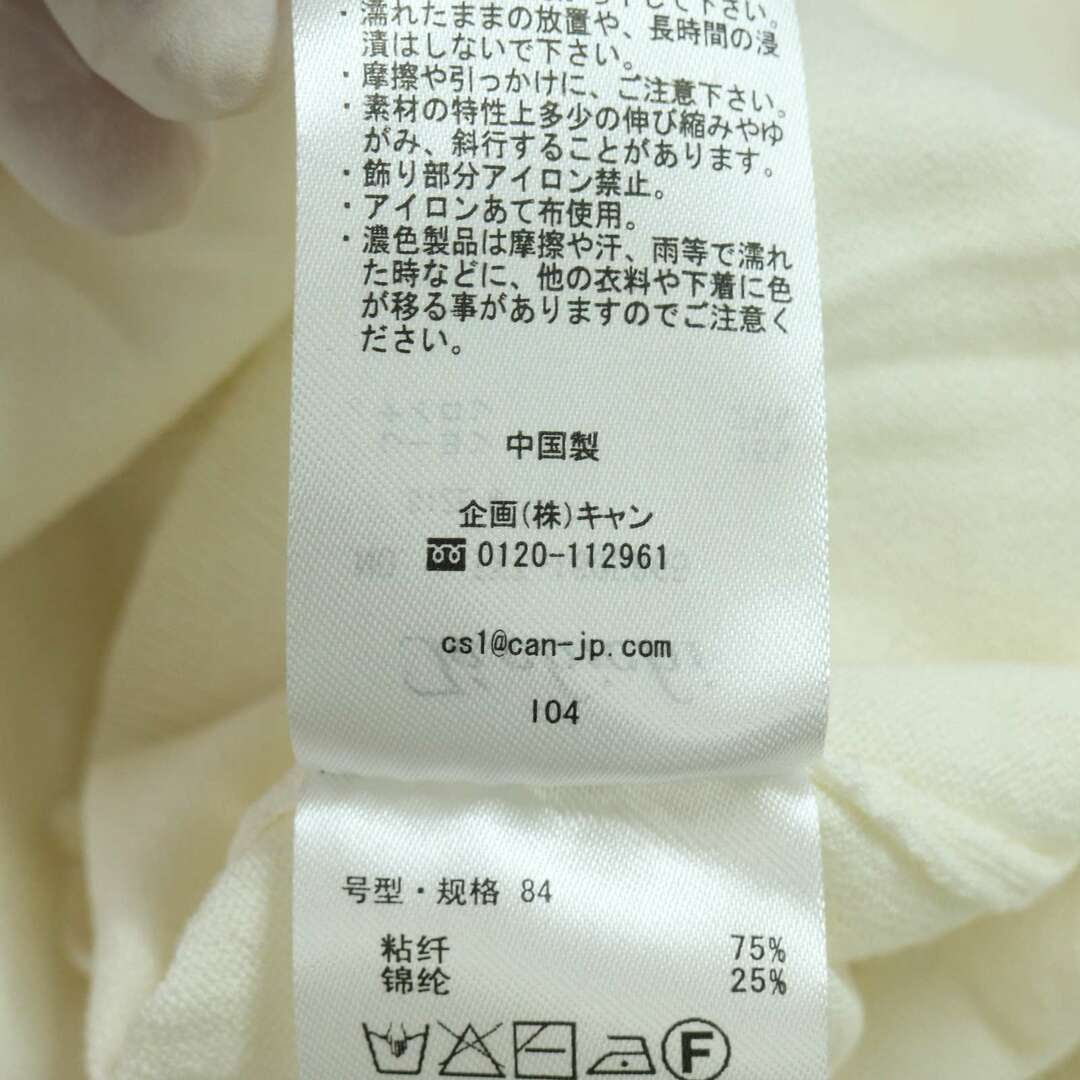 下さい。
・濡れたままの放置や、長時間の浸
漬はしないで下さい。
・摩擦や引っかけに、ご注意下さい。
・素材の特性上多少の伸び縮みやゆ
がみ、斜行することがあります。
・飾り部分アイロン禁止。
・アイロンあて布使用。
・濃色製品は摩擦や汗、雨等で濡れ
た時などに、他の衣料や下着に色
が移る事がありますのでご注意く
ださい。
中国製
企画(株)キャン
0120-112961
cs1@can-jp.com
I04
号型・规格 84
粘纤 75%
锦纶 25%
F